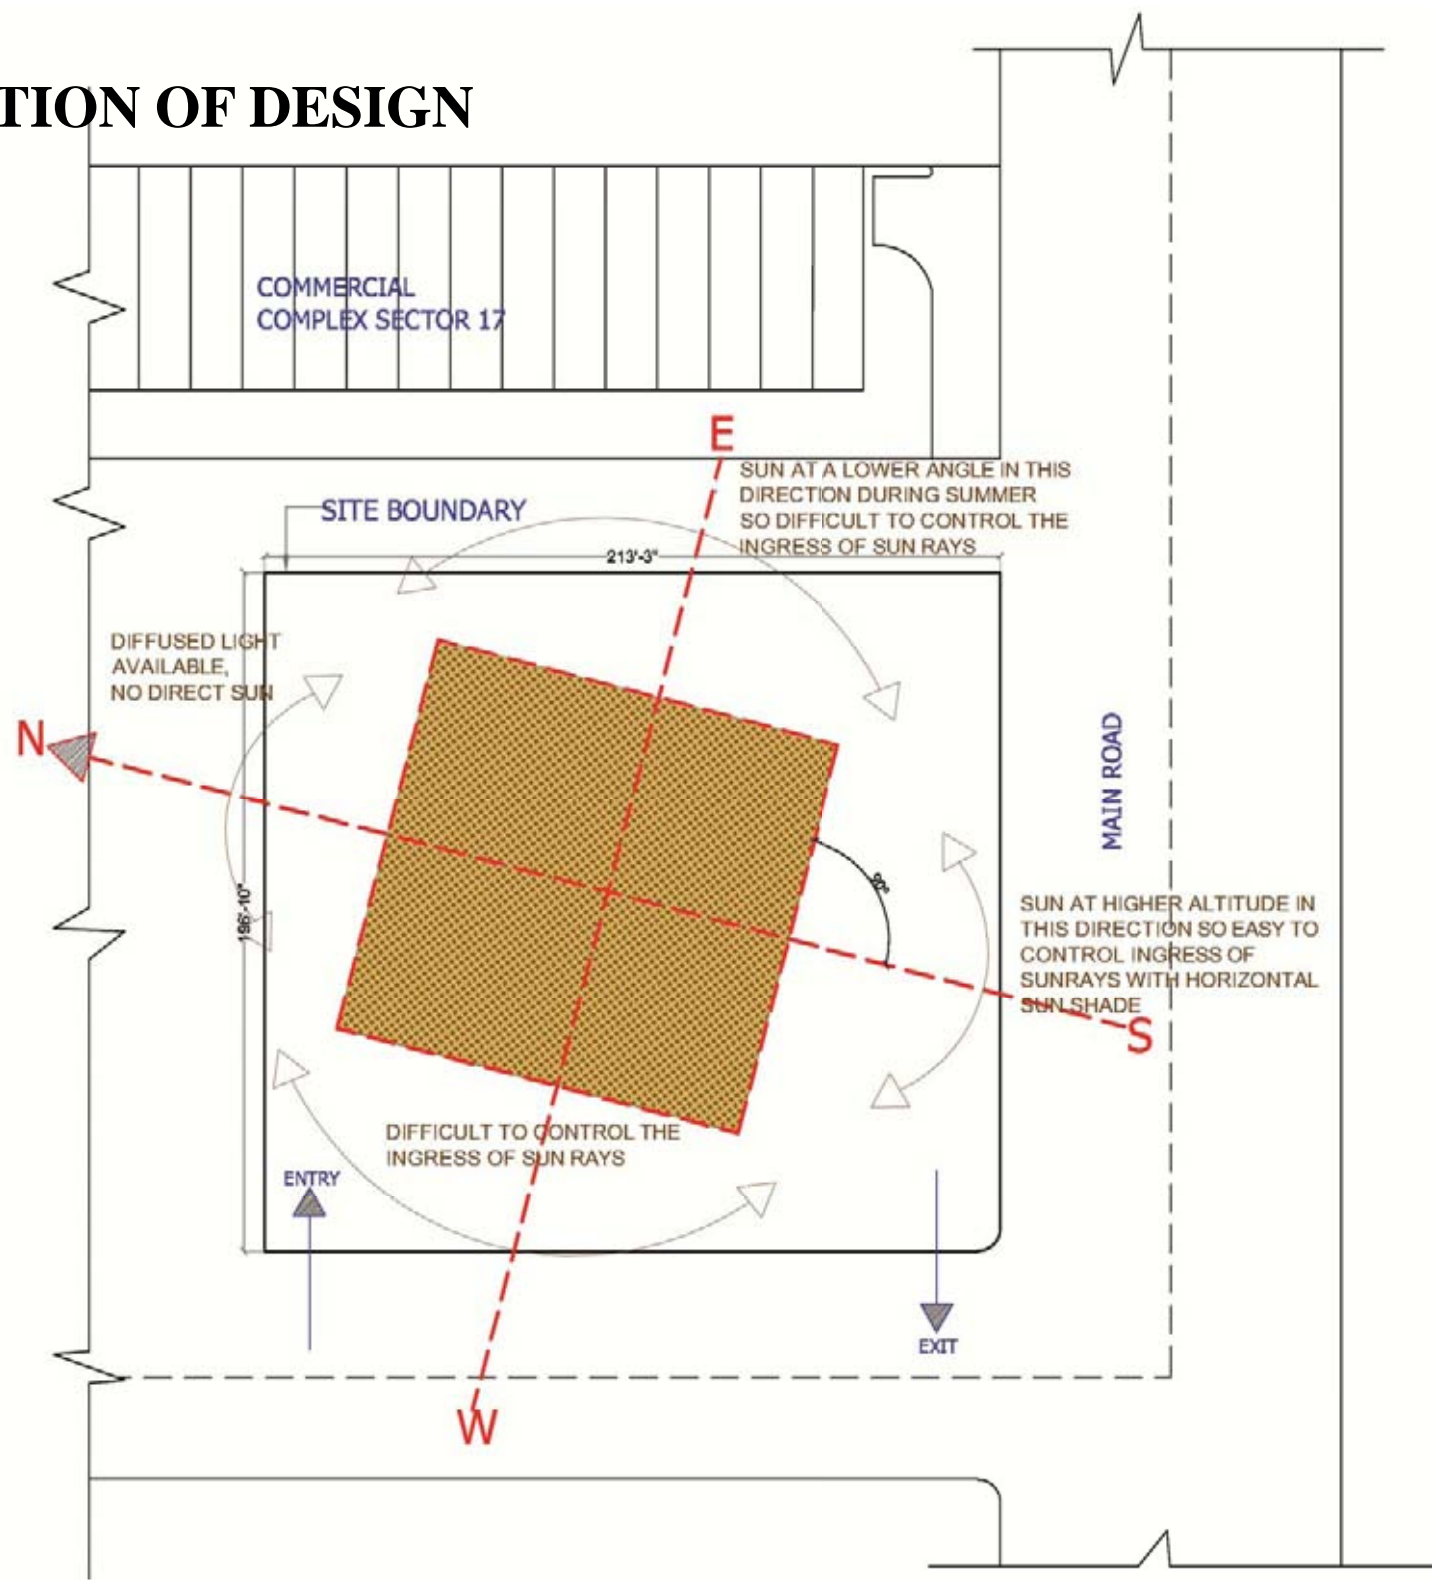 TION OF DESIGN
COMMERCIAL
COMPLEX SECTOR 17
E
SUN AT A LOWER ANGLE IN THIS
DIRECTION DURING SUMMER
SO DIFFICULT TO CONTROL THE
INGRESS OF SUN RAYS
SITE BOUNDARY
213'-3"
DIFFUSED LIGHT
AVAILABLE,
NO DIRECT SUN
N
MAIN ROAD
90°
196'-10"
SUN AT HIGHER ALTITUDE IN
THIS DIRECTION SO EASY TO
CONTROL INGRESS OF
SUNRAYS WITH HORIZONTAL
SUN SHADE
S
DIFFICULT TO CONTROL THE
INGRESS OF SUN RAYS
ENTRY
EXIT
W